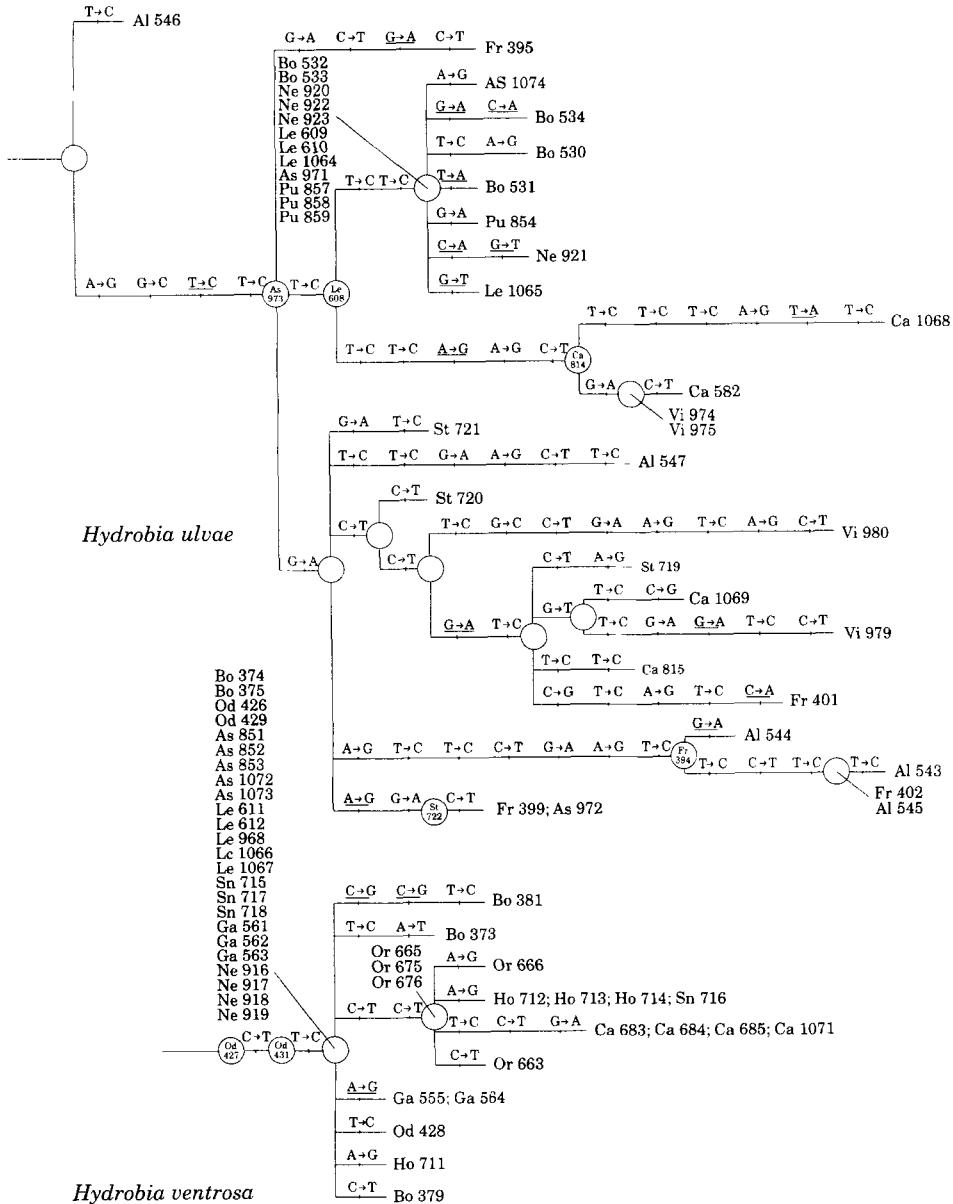 T→C
Al 546
G→A C→T G→A C→T
Fr 395
Bo 532
Bo 533
Ne 920
Ne 922
Ne 923
Le 609
Le 610
Le 1064
As 971
Pu 857
Pu 858
Pu 859
A→G
AS 1074
G→A C→A
Bo 534
T→C A→G
Bo 530
T→C T→C
T→A
Bo 531
G→A
Pu 854
C→A G→T
Ne 921
G→T
Le 1065
A→G G→C T→C T→C
As 973
T→C
Le 608
T→C T→C T→C A→G T→A T→C
Ca 1068
T→C T→C A→G A→G C→T
Ca 814
G→A
C→T
Ca 582
Vi 974
Vi 975
G→A T→C
St 721
T→C T→C G→A A→G C→T T→C
Al 547
C→T
St 720
C→T
Hydrobia ulvae
T→C G→C C→T G→A A→G T→C A→G C→T
Vi 980
G→A
C→T
C→T A→G
St 719
T→C C→G
Ca 1069
G→T
G→A T→C
T→C G→A G→A T→C C→T
Vi 979
T→C T→C
Ca 815
C→G T→C A→G T→C C→A
Fr 401
G→A
Al 544
A→G T→C T→C C→T G→A A→G T→C
Fr 394
T→C C→T T→C
T→C
Al 543
Fr 402
Al 545
A→G G→A
St 722
C→T
Fr 399; As 972
Bo 374
Bo 375
Od 426
Od 429
As 851
As 852
As 853
As 1072
As 1073
Le 611
Le 612
Le 968
Lc 1066
Le 1067
Sn 715
Sn 717
Sn 718
Ga 561
Ga 562
Ga 563
Ne 916
Ne 917
Ne 918
Ne 919
C→G C→G T→C
Bo 381
T→C A→T
Bo 373
Or 665
Or 675
Or 676
A→G
Or 666
A→G
Ho 712; Ho 713; Ho 714; Sn 716
C→T C→T
T→C C→T G→A
Ca 683; Ca 684; Ca 685; Ca 1071
C→T
Or 663
Od 427
C→T
Od 431
T→C
A→G
Ga 555; Ga 564
T→C
Od 428
A→G
Ho 711
C→T
Bo 379
Hydrobia ventrosa